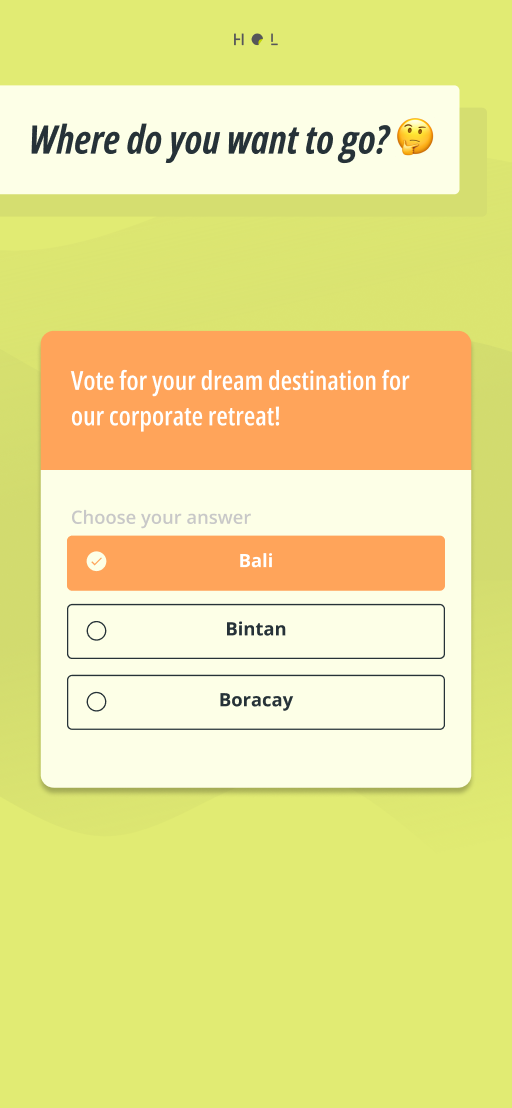 Where do you want to go? 🤔
Vote for your dream destination for
our corporate retreat!
Choose your answer
Bali
Bintan
Boracay